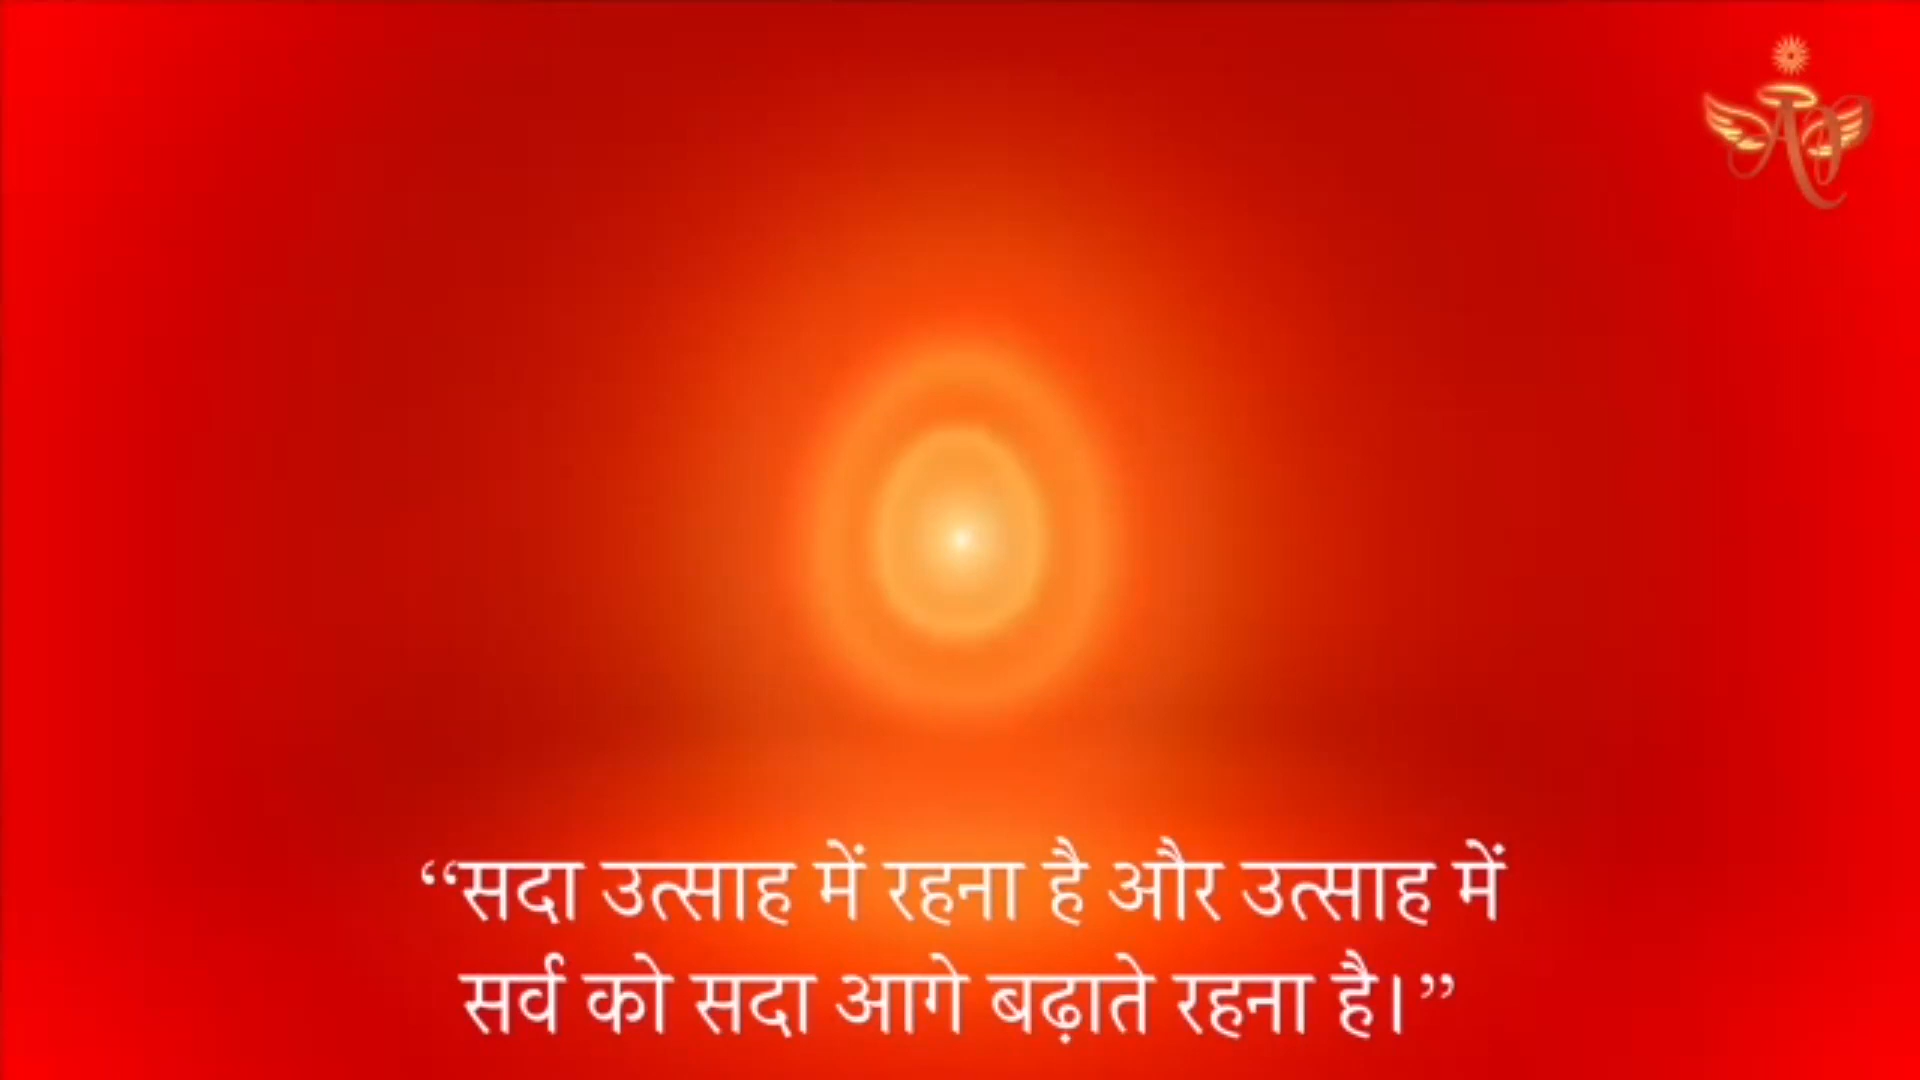 “सदा उत्साह में रहना है और उत्साह में
सर्व को सदा आगे बढ़ाते रहना है।”